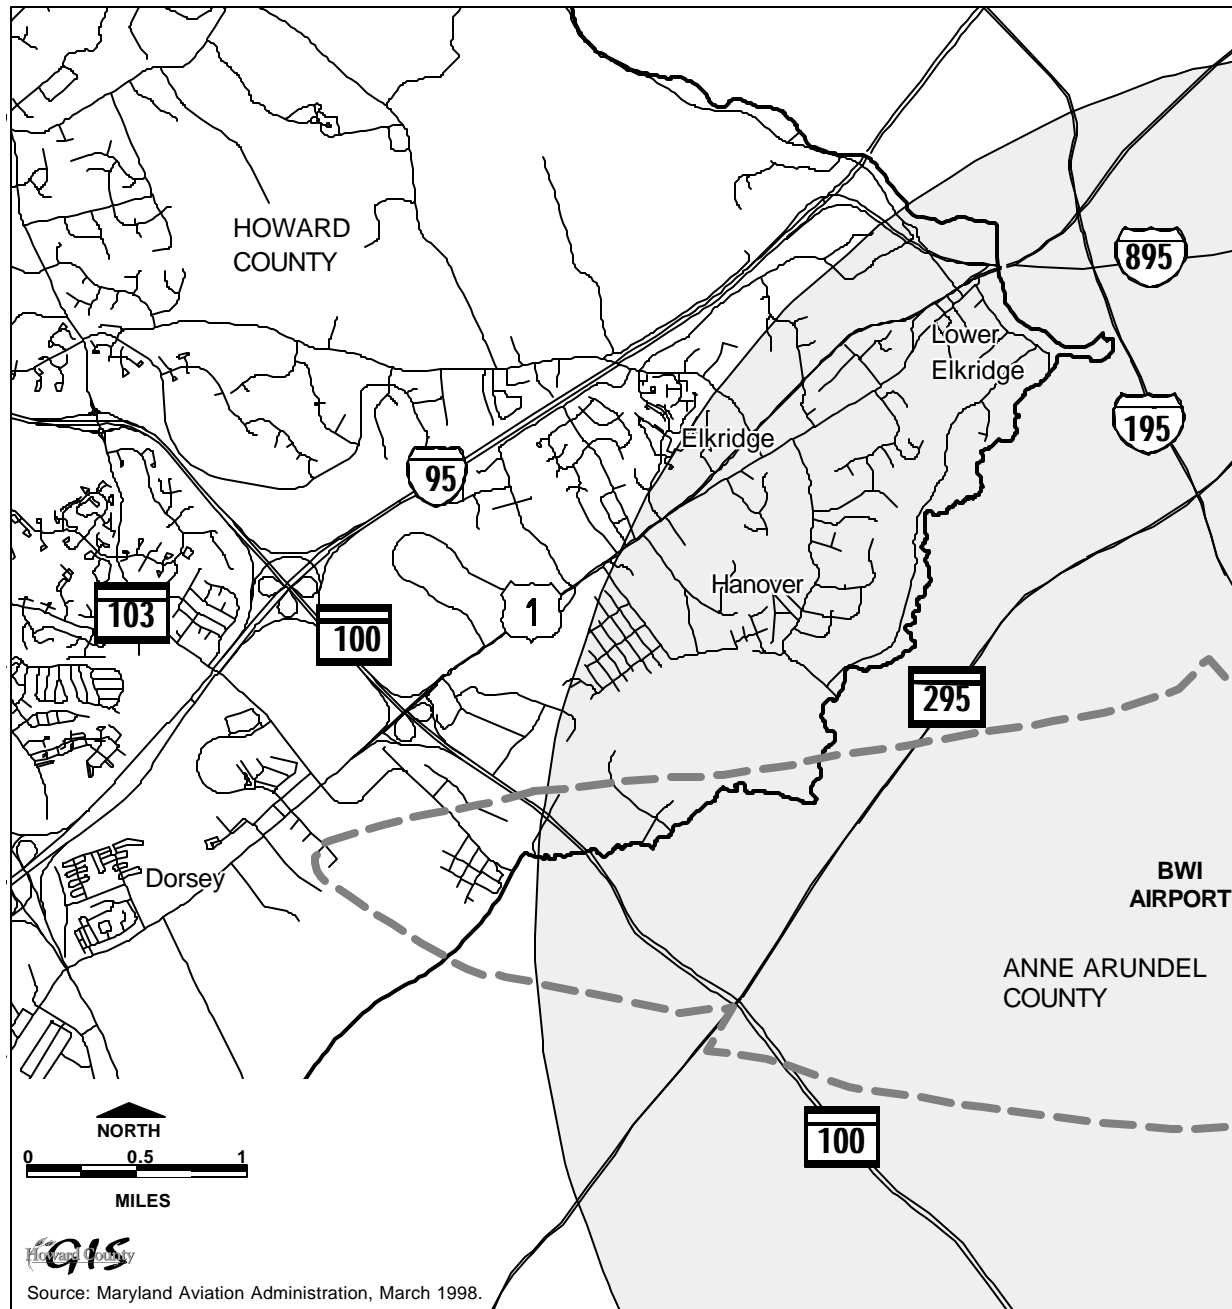 HOWARD
COUNTY
895
Lower
Elkridge
195
Elkridge
95
Hanover
103
100
1
295
Dorsey
BWI
AIRPORT
ANNE ARUNDEL
COUNTY
100
NORTH
0 0.5 1
MILES
Howard County
GIS
Source: Maryland Aviation Administration, March 1998.